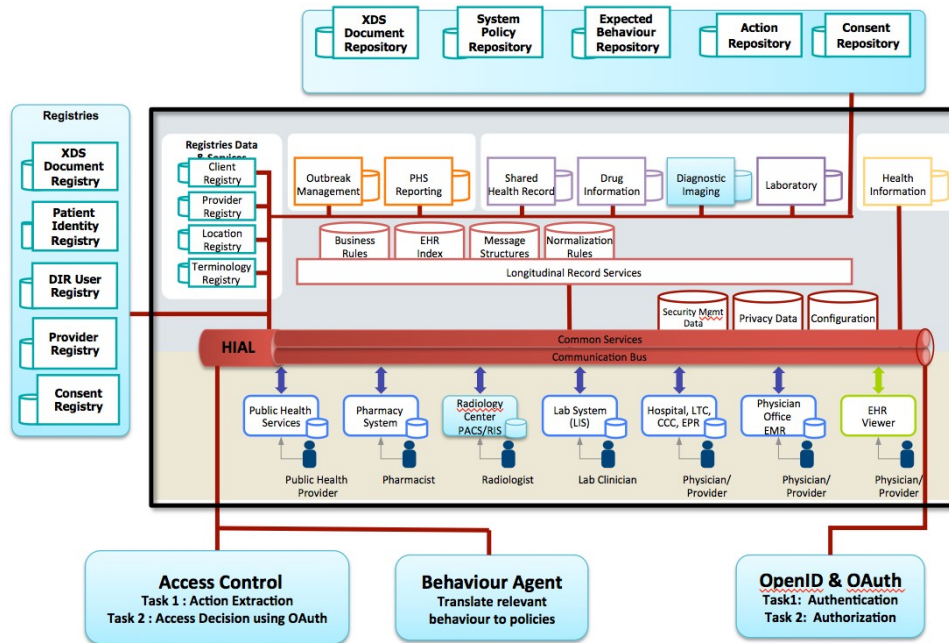 XDS
Document
Repository
System
Policy
Repository
Expected
Behaviour
Repository
Action
Repository
Consent
Repository
Registries
XDS
Document
Registry
Patient
Identity
Registry
DIR User
Registry
Provider
Registry
Consent
Registry
Registries Data
& Services
Client
Registry
Provider
Registry
Location
Registry
Terminology
Registry
Outbreak
Management
PHS
Reporting
Shared
Health Record
Drug
Information
Diagnostic
Imaging
Laboratory
Health
Information
Business
Rules
EHR
Index
Message
Structures
Normalization
Rules
Longitudinal Record Services
Security Mgmt
Data
Privacy Data
Configuration
HIAL
Common Services
Communication Bus
Public Health
Services
Pharmacy
System
Radiology
Center
PACS/RIS
Lab System
(LIS)
Hospital, LTC,
CCC, EPR
Physician
Office
EMR
EHR
Viewer
Public Health
Provider
Pharmacist
Radiologist
Lab Clinician
Physician/
Provider
Physician/
Provider
Physician/
Provider
Access Control
Task 1 : Action Extraction
Task 2 : Access Decision using OAuth
Behaviour Agent
Translate relevant
behaviour to policies
OpenID & OAuth
Task1: Authentication
Task 2: Authorization